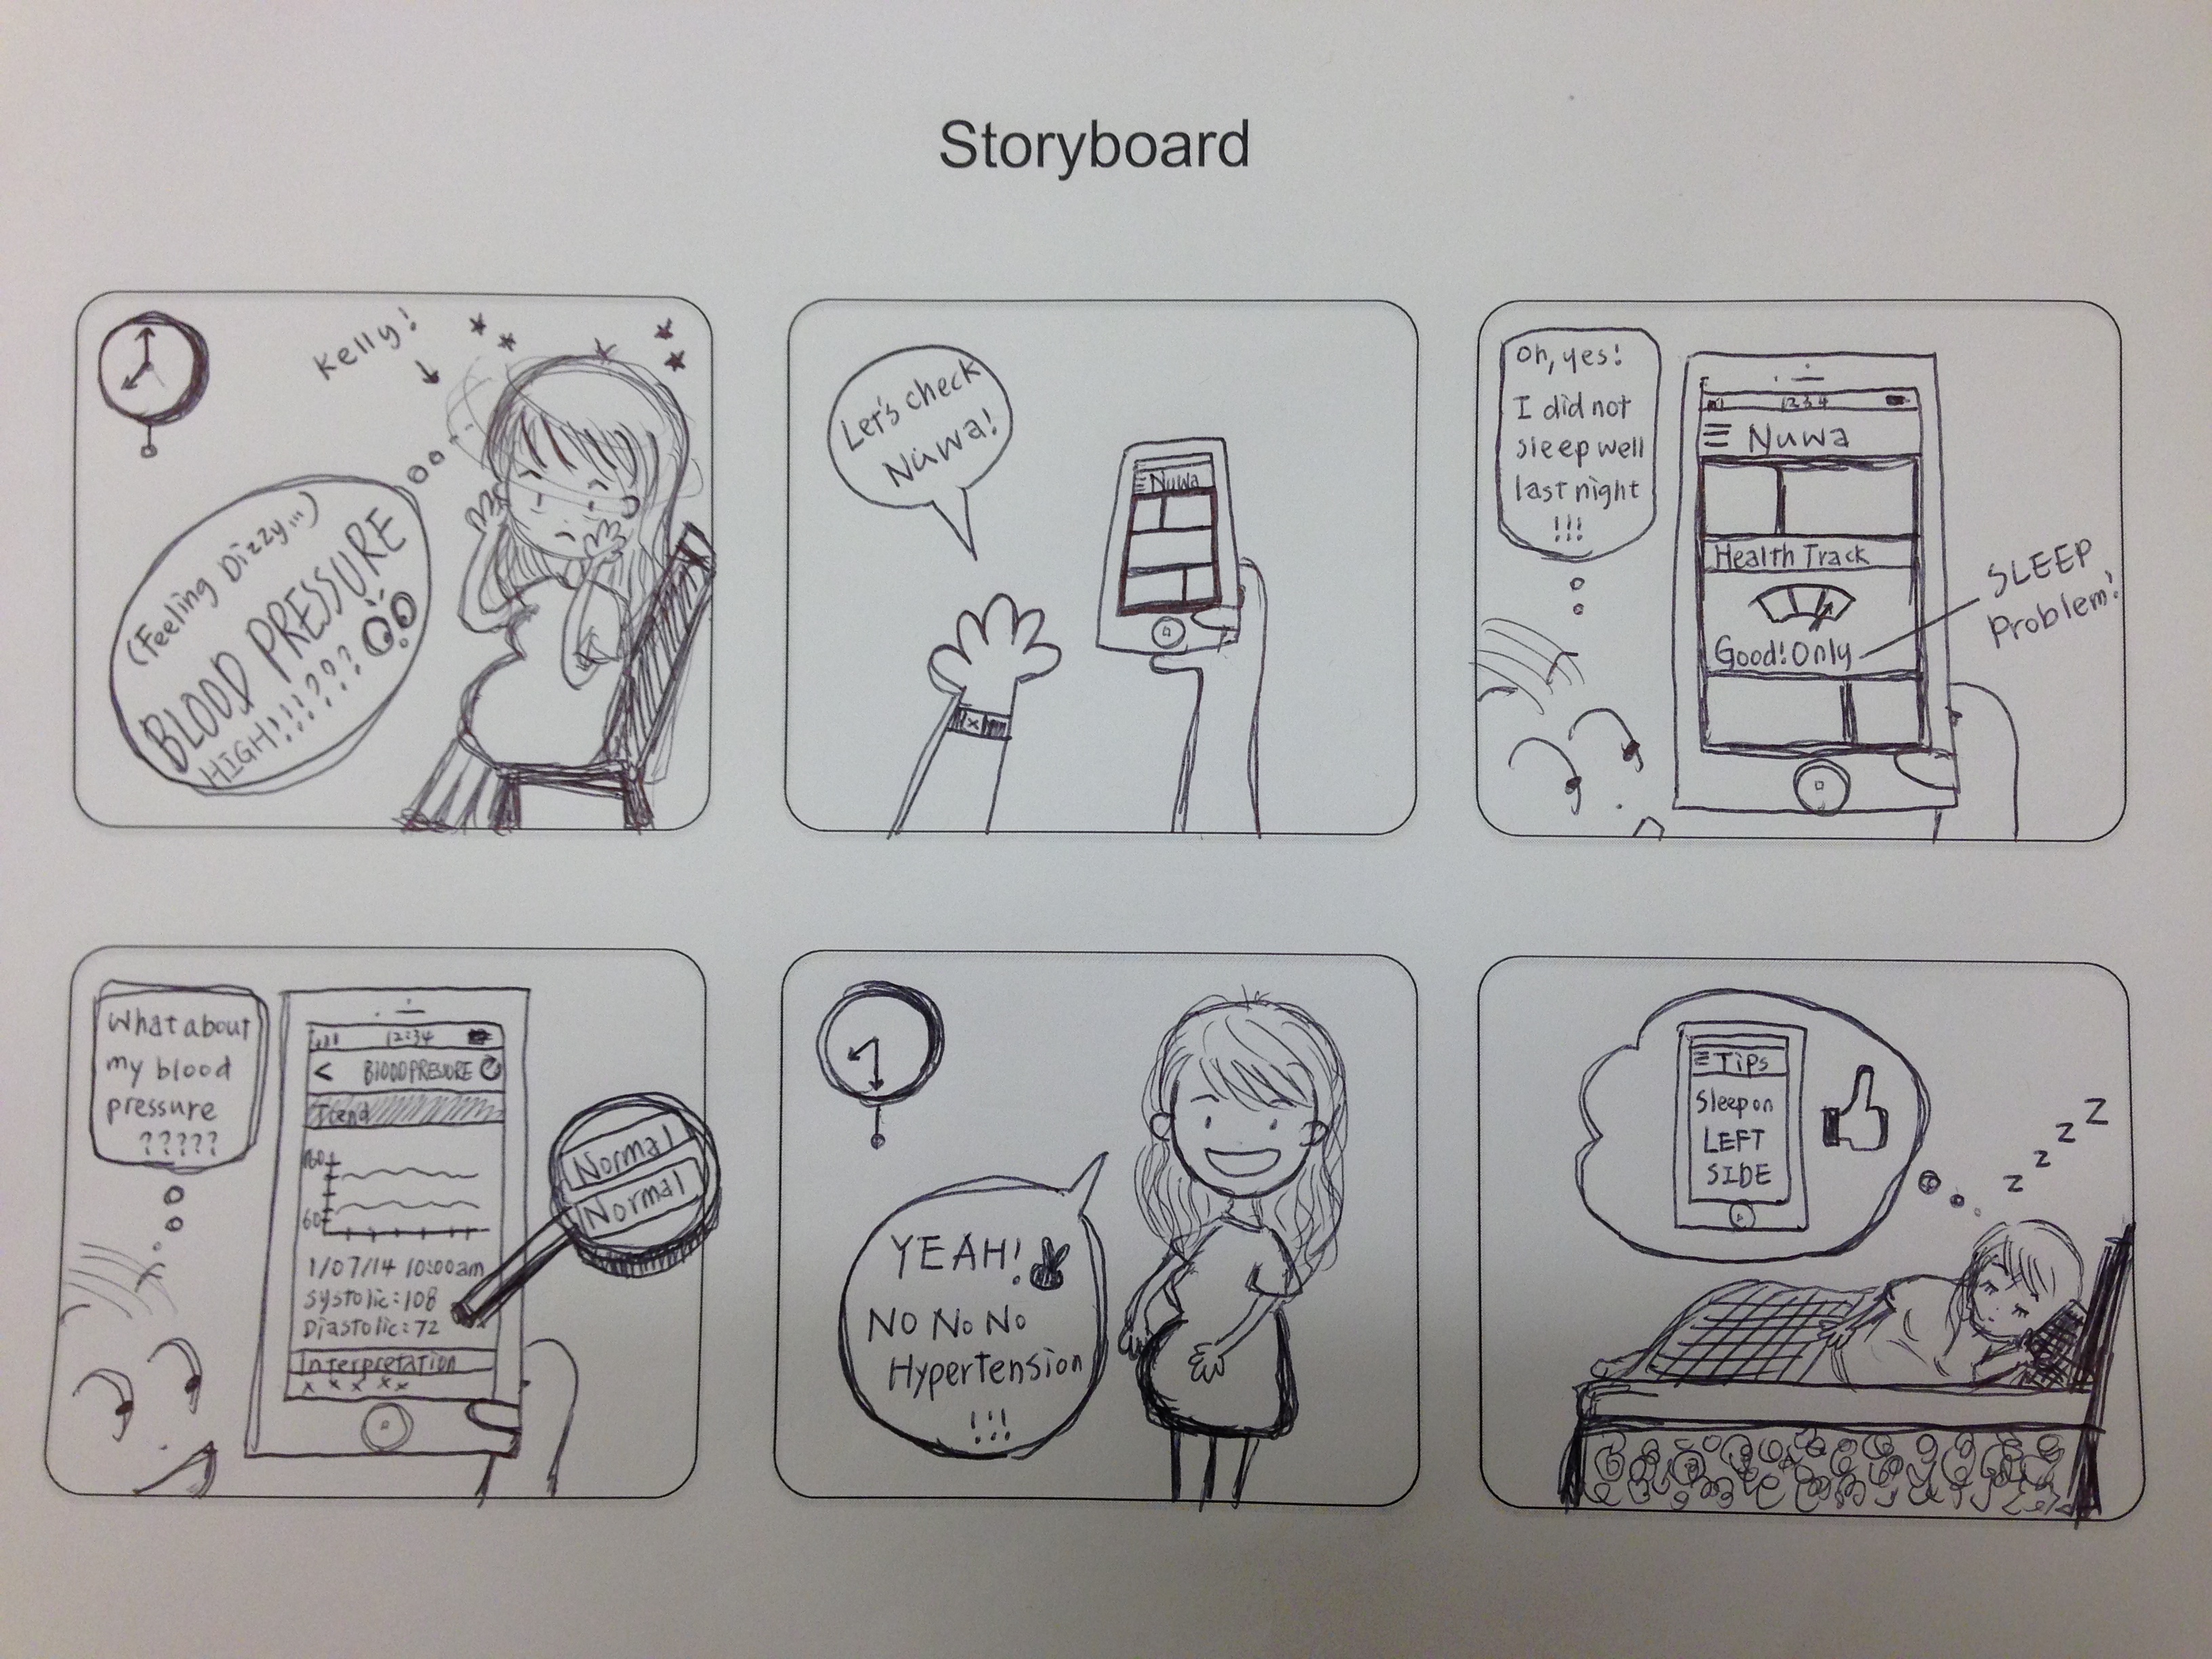 Storyboard
Kelly!
(Feeling Dizzy...)
BLOOD PRESSURE
HIGH!!!????
Let's check
Nuwa!
Nuwa
Oh, yes!
I did not
sleep well
last night
!!!
1234
Nuwa
Health Track
Good! Only
SLEEP
Problem!
What about
my blood
pressure
?????
12:34
< BLOOD PRESSURE
Trend
160
60
1/07/14 10:00am
Systolic: 108
Diastolic: 72
Interpretation
x x x x x
Normal
Normal
YEAH!
NO NO NO
Hypertension
!!!
Tips
Sleep on
LEFT
SIDE
z z z z